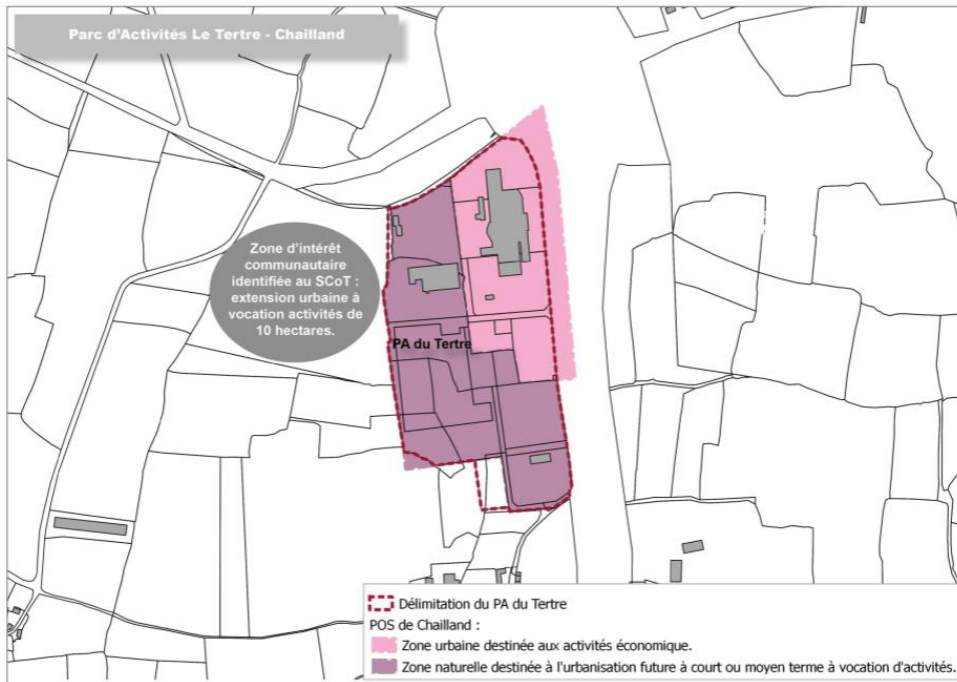 Parc d'Activités Le Tertre - Chailland
Zone d'intérêt
communautaire
identifiée au SCoT :
extension urbaine à
vocation activités de
10 hectares.
PA du Tertre
Délimitation du PA du Tertre
POS de Chailland :
Zone urbaine destinée aux activités économique.
Zone naturelle destinée à l'urbanisation future à court ou moyen terme à vocation d'activités.